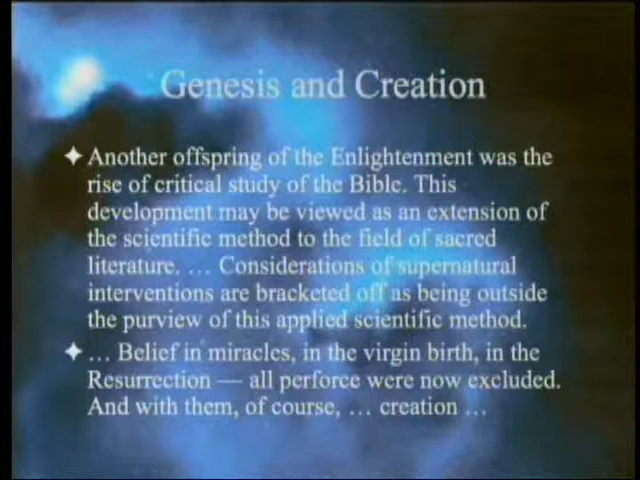 Genesis and Creation
Another offspring of the Enlightenment was the
rise of critical study of the Bible. This
development may be viewed as an extension of
the scientific method to the field of sacred
literature. … Considerations of supernatural
interventions are bracketed off as being outside
the purview of this applied scientific method.
… Belief in miracles, in the virgin birth, in the
Resurrection — all perforce were now excluded.
And with them, of course, … creation …